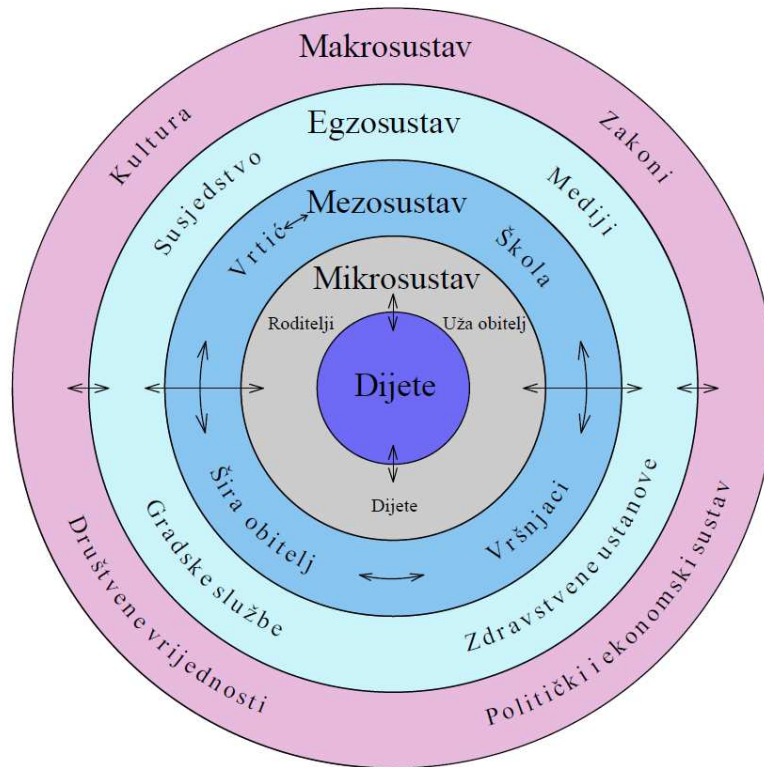 Makrosustav
Kultura
Zakoni
Egzosustav
Susjedstvo
Mediji
Mezosustav
Vrtić
Škola
Mikrosustav
Roditelji
Uža obitelj
Dijete
Dijete
Šira obitelj
Vršnjaci
Gradske službe
Zdravstvene ustanove
Društvene vrijednosti
Politički i ekonomski sustav